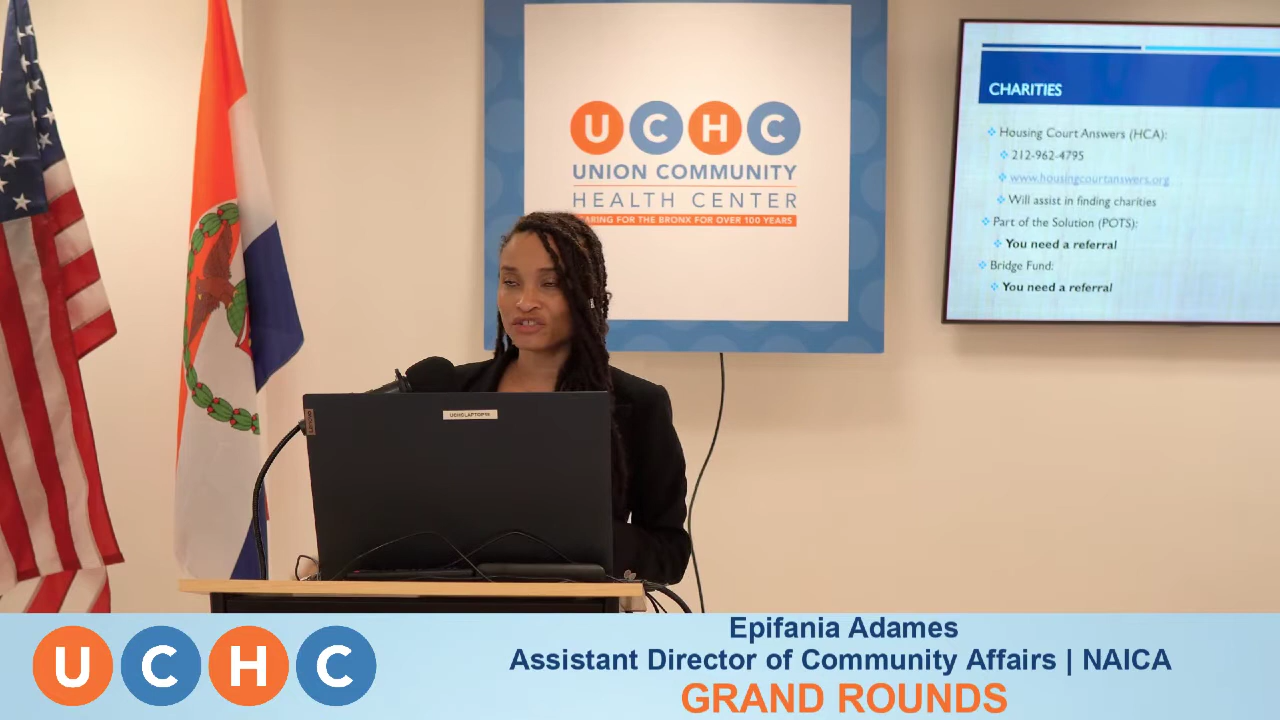 UCHC
UNION COMMUNITY
HEALTH CENTER
CARING FOR THE BRONX FOR OVER 100 YEARS
CHARITIES
Housing Court Answers (HCA):
212-962-4795
www.housingcourtanswers.org
Will assist in finding charities
Part of the Solution (POTS):
You need a referral
Bridge Fund:
You need a referral
Lenovo
UCHCLAPTOP19
UCHC
Epifania Adames
Assistant Director of Community Affairs | NAICA
GRAND ROUNDS